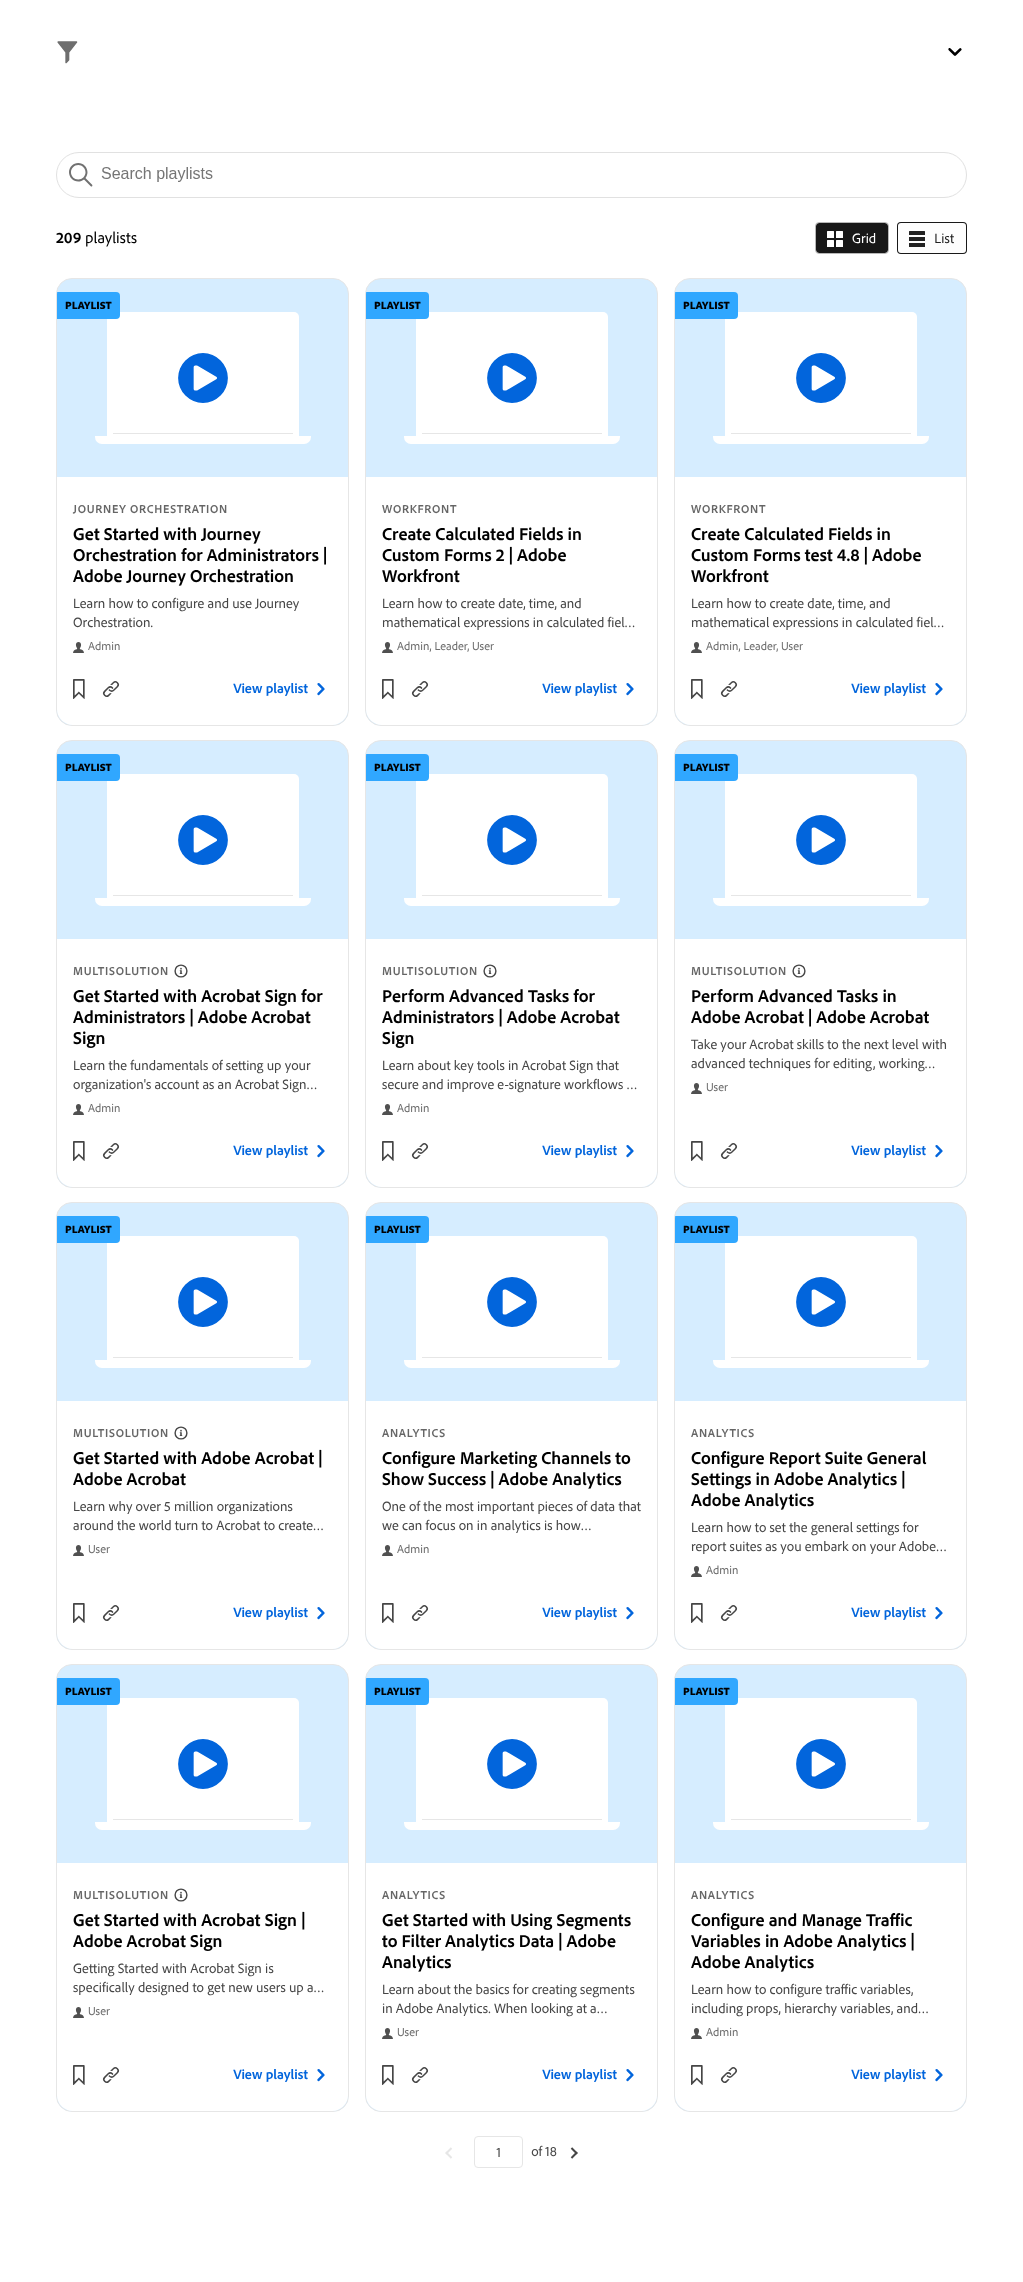 Search playlists
209 playlists
Grid
List
PLAYLIST
JOURNEY ORCHESTRATION
Get Started with Journey
Orchestration for Administrators |
Adobe Journey Orchestration
Learn how to configure and use Journey
Orchestration.
Admin
View playlist
PLAYLIST
WORKFRONT
Create Calculated Fields in
Custom Forms 2 | Adobe
Workfront
Learn how to create date, time, and
mathematical expressions in calculated fiel...
Admin, Leader, User
View playlist
PLAYLIST
WORKFRONT
Create Calculated Fields in
Custom Forms test 4.8 | Adobe
Workfront
Learn how to create date, time, and
mathematical expressions in calculated fiel...
Admin, Leader, User
View playlist
PLAYLIST
MULTISOLUTION
Get Started with Acrobat Sign for
Administrators | Adobe Acrobat
Sign
Learn the fundamentals of setting up your
organization's account as an Acrobat Sign...
Admin
View playlist
PLAYLIST
MULTISOLUTION
Perform Advanced Tasks for
Administrators | Adobe Acrobat
Sign
Learn about key tools in Acrobat Sign that
secure and improve e-signature workflows ...
Admin
View playlist
PLAYLIST
MULTISOLUTION
Perform Advanced Tasks in
Adobe Acrobat | Adobe Acrobat
Take your Acrobat skills to the next level with
advanced techniques for editing, working...
User
View playlist
PLAYLIST
MULTISOLUTION
Get Started with Adobe Acrobat |
Adobe Acrobat
Learn why over 5 million organizations
around the world turn to Acrobat to create...
User
View playlist
PLAYLIST
ANALYTICS
Configure Marketing Channels to
Show Success | Adobe Analytics
One of the most important pieces of data that
we can focus on in analytics is how...
Admin
View playlist
PLAYLIST
ANALYTICS
Configure Report Suite General
Settings in Adobe Analytics |
Adobe Analytics
Learn how to set the general settings for
report suites as you embark on your Adobe...
Admin
View playlist
PLAYLIST
MULTISOLUTION
Get Started with Acrobat Sign |
Adobe Acrobat Sign
Getting Started with Acrobat Sign is
specifically designed to get new users up a...
User
View playlist
PLAYLIST
ANALYTICS
Get Started with Using Segments
to Filter Analytics Data | Adobe
Analytics
Learn about the basics for creating segments
in Adobe Analytics. When looking at a...
User
View playlist
PLAYLIST
ANALYTICS
Configure and Manage Traffic
Variables in Adobe Analytics |
Adobe Analytics
Learn how to configure traffic variables,
including props, hierarchy variables, and...
Admin
View playlist
1 of 18